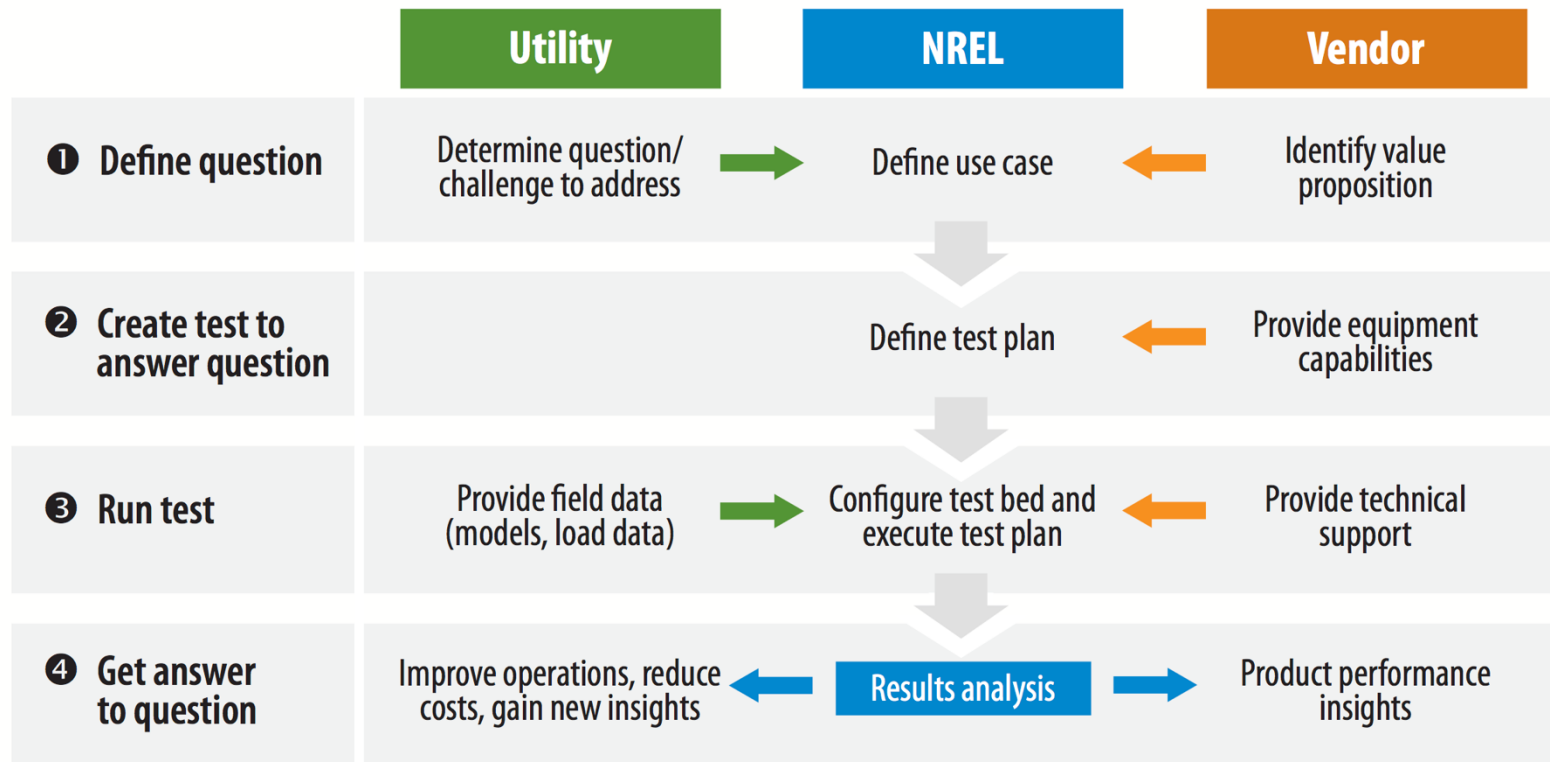 Utility
NREL
Vendor
❶ Define question
Determine question/
challenge to address
Define use case
Identify value
proposition
❷ Create test to
answer question
Define test plan
Provide equipment
capabilities
❸ Run test
Provide field data
(models, load data)
Configure test bed and
execute test plan
Provide technical
support
❹ Get answer
to question
Improve operations, reduce
costs, gain new insights
Results analysis
Product performance
insights